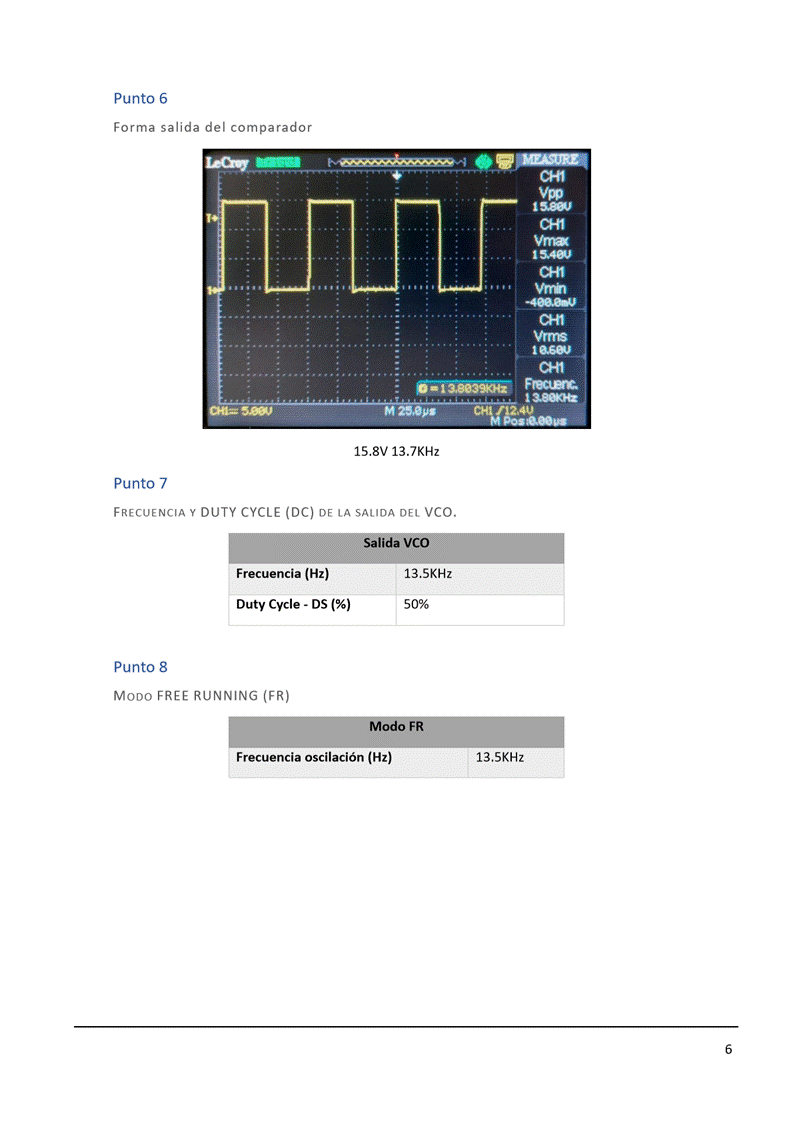 Punto 6
Forma salida del comparador
LeCroy
MEASURE
CH1
Vpp
15.80V
CH1
Vmax
15.40V
CH1
Vmin
-400.0mV
CH1
Vrms
10.60V
CH1
Frecuenc.
13.80KHz
=13.8039KHz
CH1 5.00V M 25.0µs CH1 12.4V
M Pos:0.00µs
15.8V 13.7KHz
Punto 7
FRECUENCIA Y DUTY CYCLE (DC) DE LA SALIDA DEL VCO.
Salida VCO
Frecuencia (Hz) 13.5KHz
Duty Cycle - DS (%) 50%
Punto 8
MODO FREE RUNNING (FR)
Modo FR
Frecuencia oscilación (Hz) 13.5KHz
6